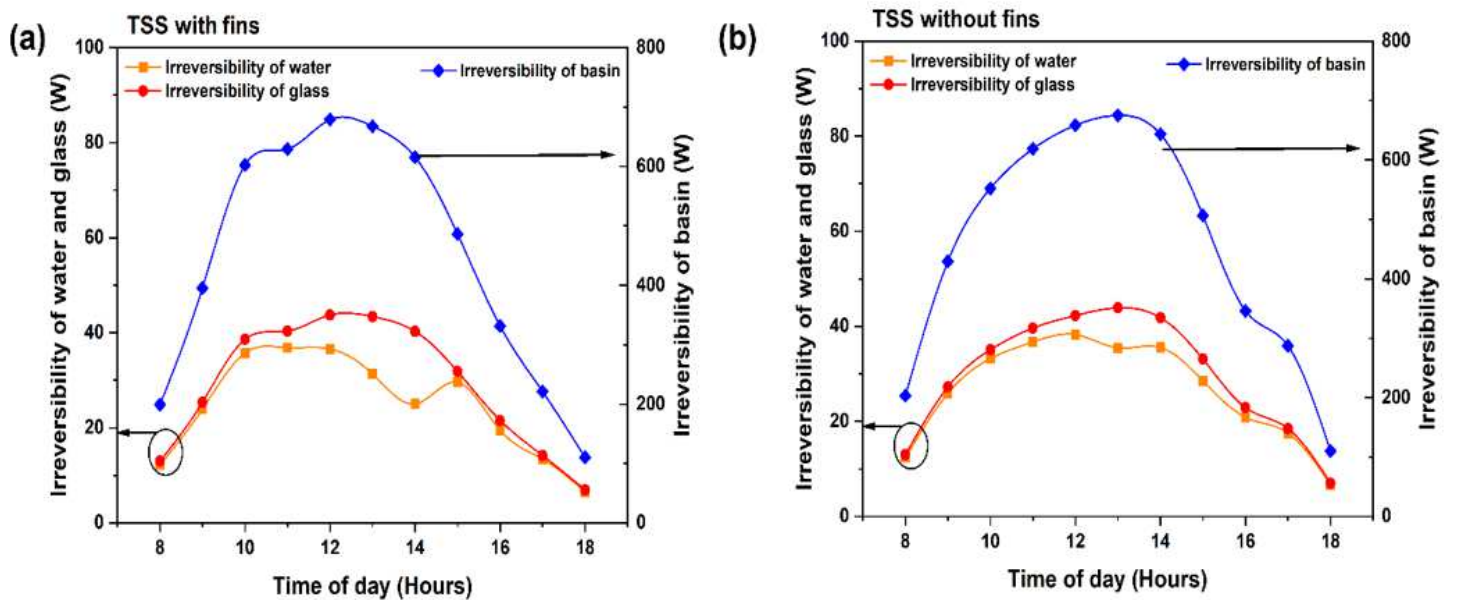 (a)
TSS with fins
Irreversibility of water
Irreversibility of glass
Irreversibility of basin
100
80
60
40
20
0
800
600
400
200
0
8 10 12 14 16 18
Irreversibility of water and glass (W)
Irreversibility of basin (W)
Time of day (Hours)
(b)
TSS without fins
Irreversibility of water
Irreversibility of glass
Irreversibility of basin
100
80
60
40
20
0
800
600
400
200
0
8 10 12 14 16 18
Irreversibility of water and glass (W)
Irreversibility of basin (W)
Time of day (Hours)